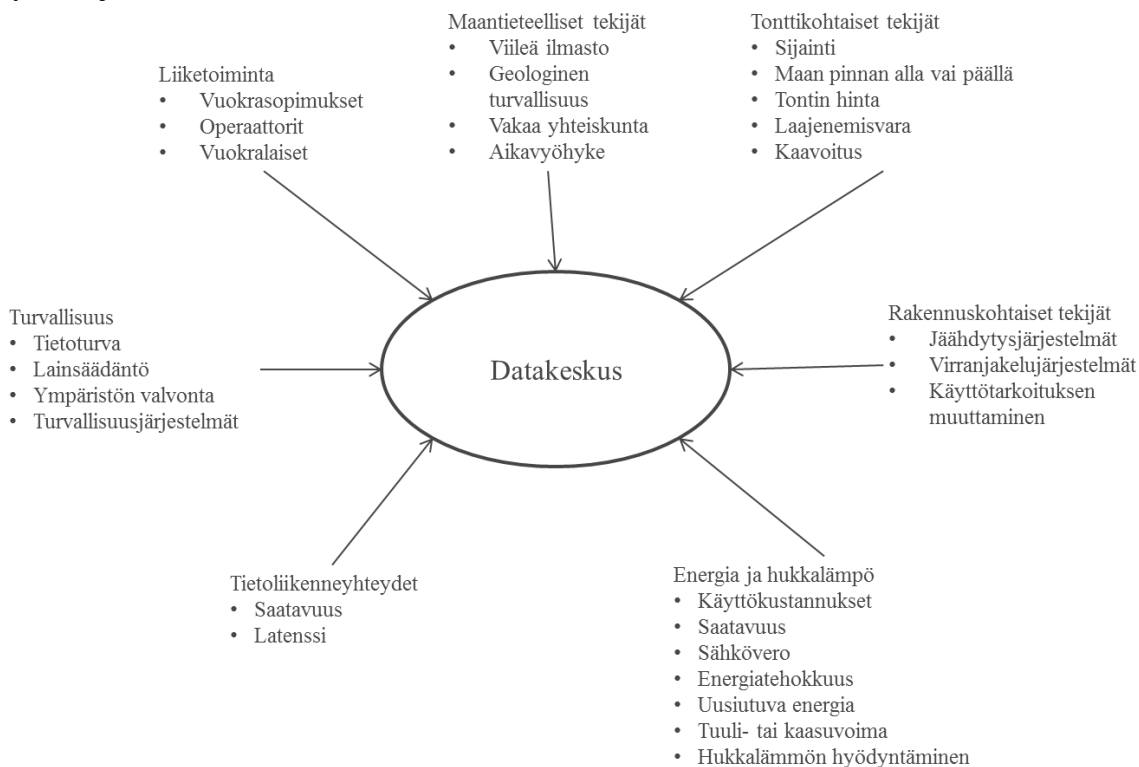 Maantieteelliset tekijät
• Viileä ilmasto
• Geologinen
turvallisuus
• Vakaa yhteiskunta
• Aikavyöhyke
Tonttikohtaiset tekijät
• Sijainti
• Maan pinnan alla vai päällä
• Tontin hinta
• Laajenemisvara
• Kaavoitus
Liiketoiminta
• Vuokrasopimukset
• Operaattorit
• Vuokralaiset
Turvallisuus
• Tietoturva
• Lainsäädäntö
• Ympäristön valvonta
• Turvallisuusjärjestelmät
Datakeskus
Rakennuskohtaiset tekijät
• Jäähdytysjärjestelmät
• Virranjakelujärjestelmät
• Käyttötarkoituksen
muuttaminen
Tietoliikenneyhteydet
• Saatavuus
• Latenssi
Energia ja hukkalämpö
• Käyttökustannukset
• Saatavuus
• Sähkövero
• Energiatehokkuus
• Uusiutuva energia
• Tuuli- tai kaasuvoima
• Hukkalämmön hyödyntäminen